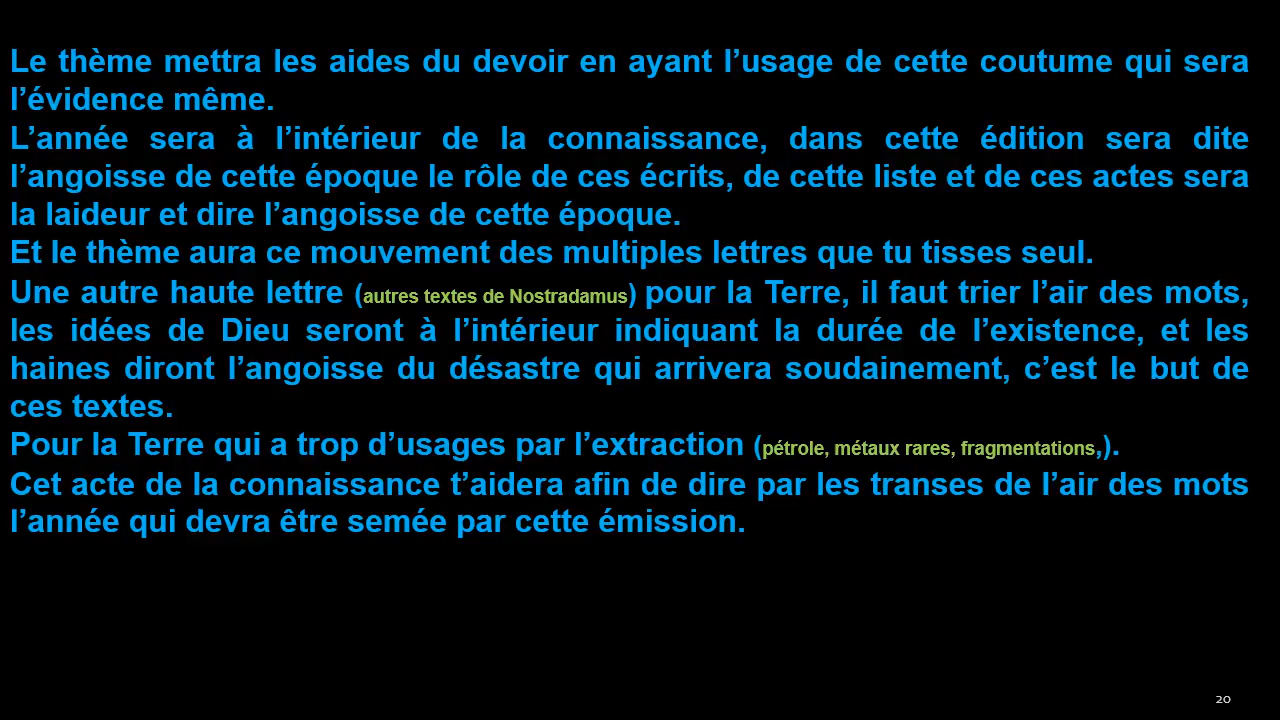 Le thème mettra les aides du devoir en ayant l’usage de cette coutume qui sera
l’évidence même.
L’année sera à l’intérieur de la connaissance, dans cette édition sera dite
l’angoisse de cette époque le rôle de ces écrits, de cette liste et de ces actes sera
la laideur et dire l’angoisse de cette époque.
Et le thème aura ce mouvement des multiples lettres que tu tisses seul.
Une autre haute lettre (autres textes de Nostradamus) pour la Terre, il faut trier l’air des mots,
les idées de Dieu seront à l’intérieur indiquant la durée de l’existence, et les
haines diront l’angoisse du désastre qui arrivera soudainement, c’est le but de
ces textes.
Pour la Terre qui a trop d’usages par l’extraction (pétrole, métaux rares, fragmentations,).
Cet acte de la connaissance t’aidera afin de dire par les transes de l’air des mots
l’année qui devra être semée par cette émission.
20